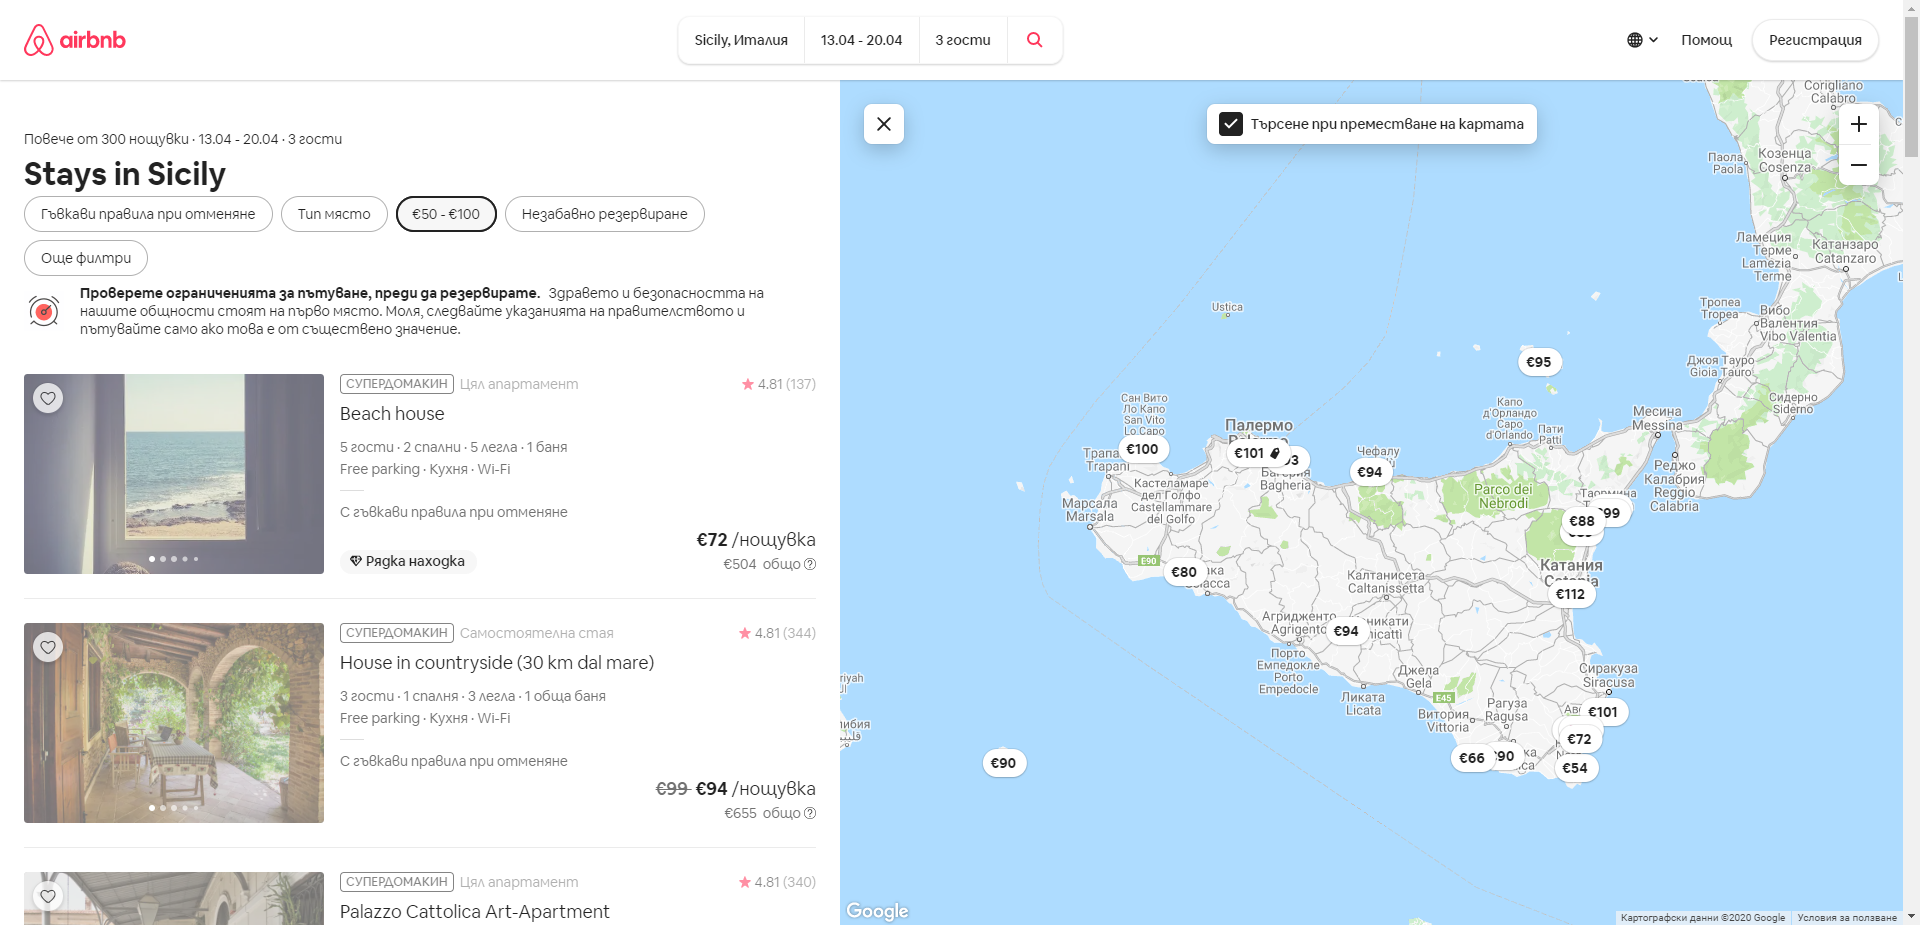 airbnb
Sicily, Италия
13.04 - 20.04
3 гости
Помощ
Регистрация
Повече от 300 нощувки · 13.04 - 20.04 · 3 гости
Stays in Sicily
Гъвкави правила при отменяне
Тип място
€50 - €100
Незабавно резервиране
Още филтри
Проверете ограниченията за пътуване, преди да резервирате. Здравето и безопасността на
нашите общности стоят на първо място. Моля, следвайте указанията на правителството и
пътувайте само ако това е от съществено значение.
СУПЕРДОМАКИН Цял апартамент
4.81 (137)
Beach house
5 гости · 2 спални · 5 легла · 1 баня
Free parking · Кухня · Wi-Fi
С гъвкави правила при отменяне
Рядка находка
€72 /нощувка
€504 общо
СУПЕРДОМАКИН Самостоятелна стая
4.81 (344)
House in countryside (30 km dal mare)
3 гости · 1 спалня · 3 легла · 1 обща баня
Free parking · Кухня · Wi-Fi
С гъвкави правила при отменяне
€99 €94 /нощувка
€655 общо
СУПЕРДОМАКИН Цял апартамент
4.81 (340)
Palazzo Cattolica Art-Apartment
Търсене при преместване на картата
Corigliano
Calabro
Паола
Paola
Козенца
Cosenza
Ламеция
Терме
Lamezia
Terme
Катанзаро
Catanzaro
Тропеа
Tropea
Вибо
Валентия
Vibo Valentia
Джоя Тауро
Gioia Tauro
Сидерно
Siderno
Ustica
€95
Капо
д'Орландо
Capo
d'Orlando
Пати
Patti
Месина
Messina
Реджо
Калабрия
Reggio
Calabria
Сан Вито
Ло Капо
San Vito
Lo Capo
€100
Палермо
€101
Багерия
Bagheria
Чефалу
€94
Trapani
Марсала
Marsala
Кастеламаре
дел Голфо
Castellammare
del Golfo
Parco dei
Nebrodi
Таормина
€88
E90
€80
Катания
Catania
€112
Калтанисета
Caltanissetta
Агридженто
Agrigento
€94
Порто
Емпедокле
Porto
Empedocle
Джела
Gela
Ликата
Licata
E45
Витория
Vittoria
Рагуза
Ragusa
Сиракуза
Siracusa
€101
€72
€66
€54
€90
Google
Картографски данни ©2020 Google
Условия за ползване